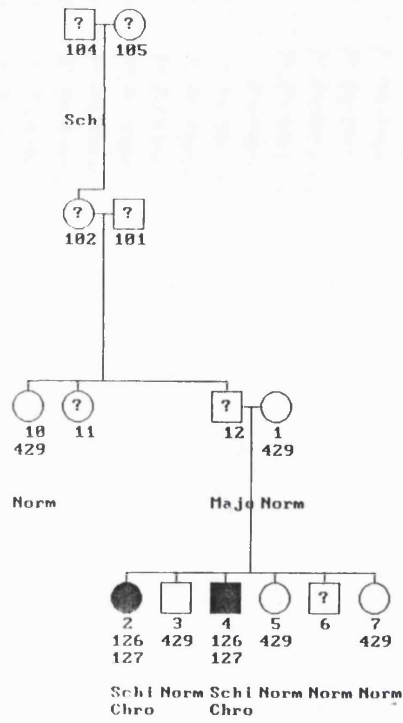 ? ?
104 105
Schi
? ?
102 101
? ?
10 11 12 1
429 429
Norm Majo Norm
?
2 3 4 5 6 7
126 429 126 429 429
127 127
Schi Norm Schi Norm Norm Norm
Chro Chro